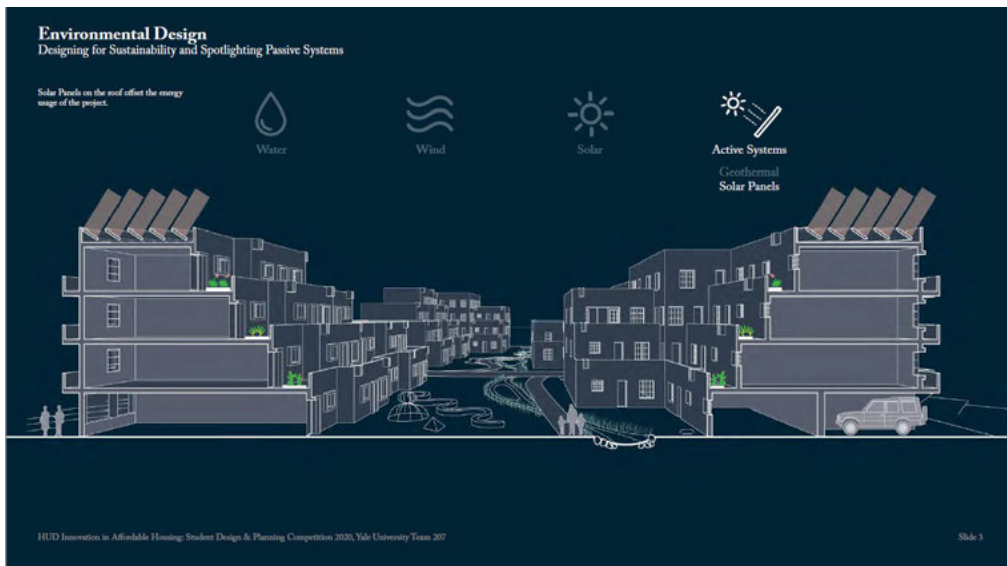 Environmental Design
Designing for Sustainability and Spotlighting Passive Systems
Solar Panels on the roof offset the energy
usage of the project.
Water
Wind
Solar
Active Systems
Geothermal
Solar Panels
HUD Innovation in Affordable Housing: Student Design & Planning Competition 2020, Yale University Team 207
Slide 3